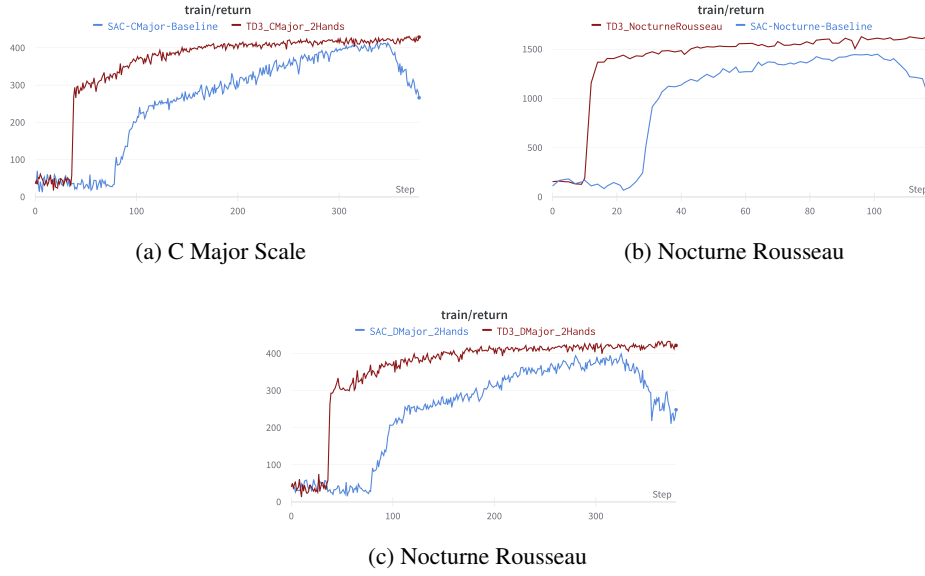 train/return
SAC-CMajor-Baseline TD3_CMajor_2Hands
400
300
200
100
0
0 100 200 300
Step
(a) C Major Scale
train/return
TD3_NocturneRousseau SAC-Nocturne-Baseline
1500
1000
500
0
0 20 40 60 80 100
Step
(b) Nocturne Rousseau
train/return
SAC_DMajor_2Hands TD3_DMajor_2Hands
400
300
200
100
0
0 100 200 300
Step
(c) Nocturne Rousseau